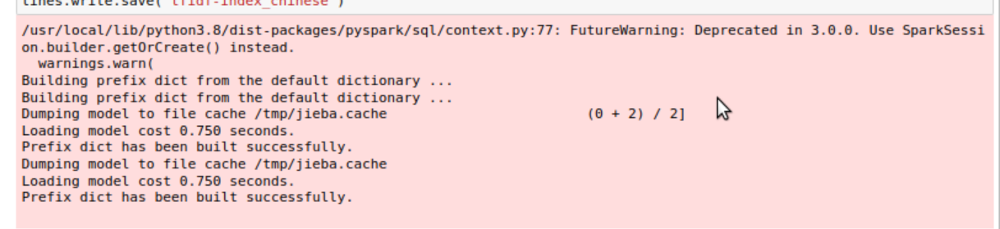 lines.write.save('tfidf-index_chinese')
/usr/local/lib/python3.8/dist-packages/pyspark/sql/context.py:77: FutureWarning: Deprecated in 3.0.0. Use SparkSessi
on.builder.getOrCreate() instead.
  warnings.warn(
Building prefix dict from the default dictionary ...
Building prefix dict from the default dictionary ...
Dumping model to file cache /tmp/jieba.cache                        (0 + 2) / 2]
Loading model cost 0.750 seconds.
Prefix dict has been built successfully.
Dumping model to file cache /tmp/jieba.cache
Loading model cost 0.750 seconds.
Prefix dict has been built successfully.